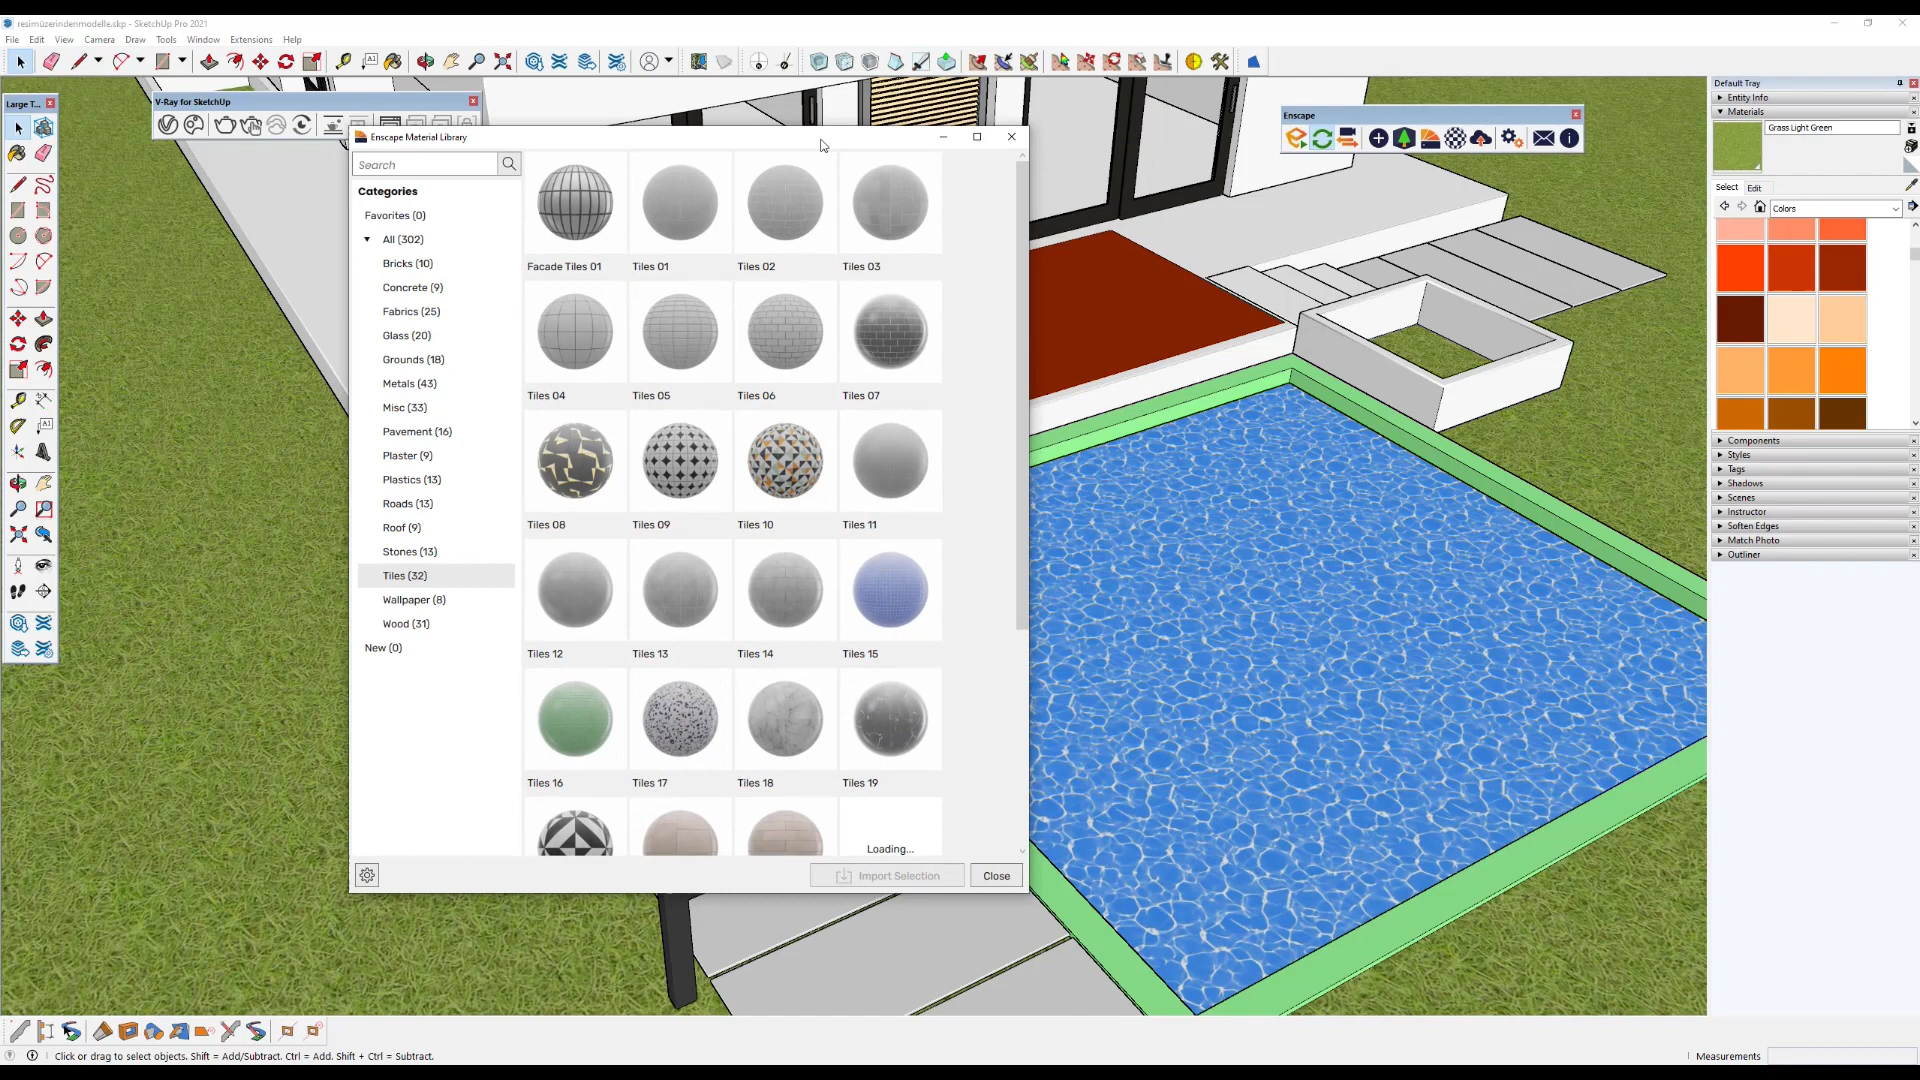 resimüzerindenmodelle.skp - SketchUp Pro 2021
File Edit View Camera Draw Tools Window Extensions Help
Large T...
V-Ray for SketchUp
Enscape Material Library
Search
Categories
Favorites (0)
All (302)
Bricks (10)
Concrete (9)
Fabrics (25)
Glass (20)
Grounds (18)
Metals (43)
Misc (33)
Pavement (16)
Plaster (9)
Plastics (13)
Roads (13)
Roof (9)
Stones (13)
Tiles (32)
Wallpaper (8)
Wood (31)
New (0)
Facade Tiles 01 Tiles 01 Tiles 02 Tiles 03
Tiles 04 Tiles 05 Tiles 06 Tiles 07
Tiles 08 Tiles 09 Tiles 10 Tiles 11
Tiles 12 Tiles 13 Tiles 14 Tiles 15
Tiles 16 Tiles 17 Tiles 18 Tiles 19
Loading...
Import Selection Close
Enscape
Default Tray
Entity Info
Materials
Grass Light Green
Select Edit
Colors
Components
Styles
Tags
Shadows
Scenes
Instructor
Soften Edges
Match Photo
Outliner
Click or drag to select objects. Shift = Add/Subtract. Ctrl = Add. Shift + Ctrl = Subtract.
Measurements